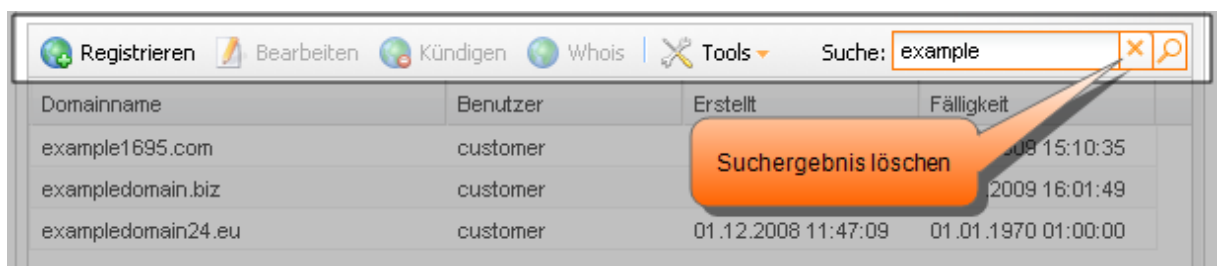 Registrieren Bearbeiten Kündigen Whois Tools Suche: example
Domainname Benutzer Erstellt Fälligkeit
example1695.com customer 15:10:35
Suchergebnis löschen
exampledomain.biz customer 2009 16:01:49
exampledomain24.eu customer 01.12.2008 11:47:09 01.01.1970 01:00:00